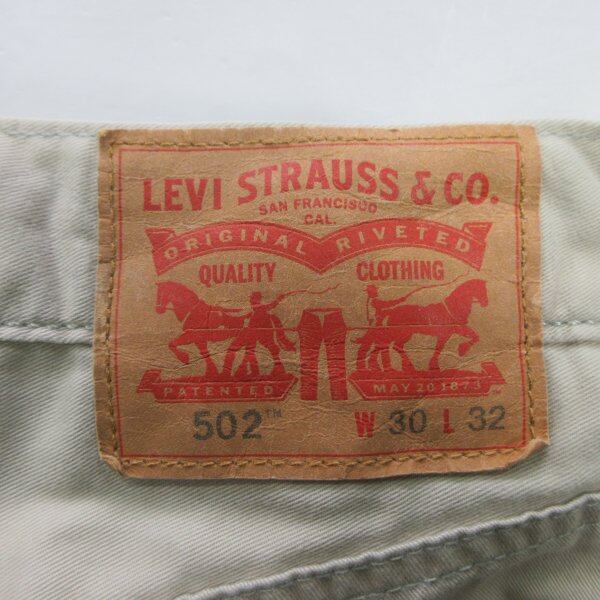 LEVI STRAUSS & CO.
SAN FRANCISCO
CAL.
ORIGINAL RIVETED
QUALITY CLOTHING
PATENTED MAY 20 1873
502™ W 30 L 32